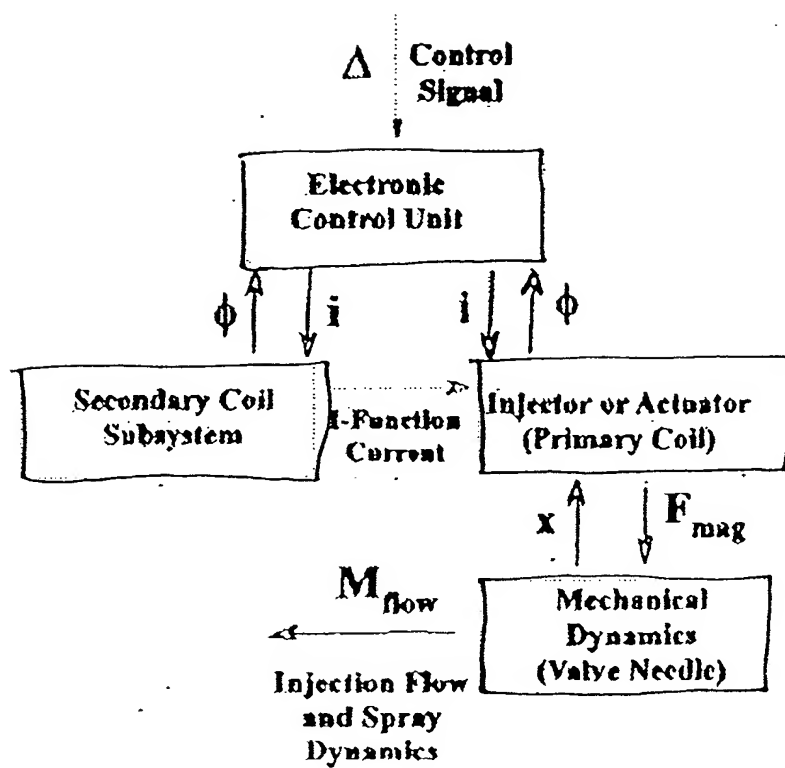 Δ
Control
Signal
Electronic
Control Unit
ϕ
i
i
ϕ
Secondary Coil
Subsystem
I-Function
Current
Injector or Actuator
(Primary Coil)
x
F mag
M flow
Mechanical
Dynamics
(Valve Needle)
Injection Flow
and Spray
Dynamics